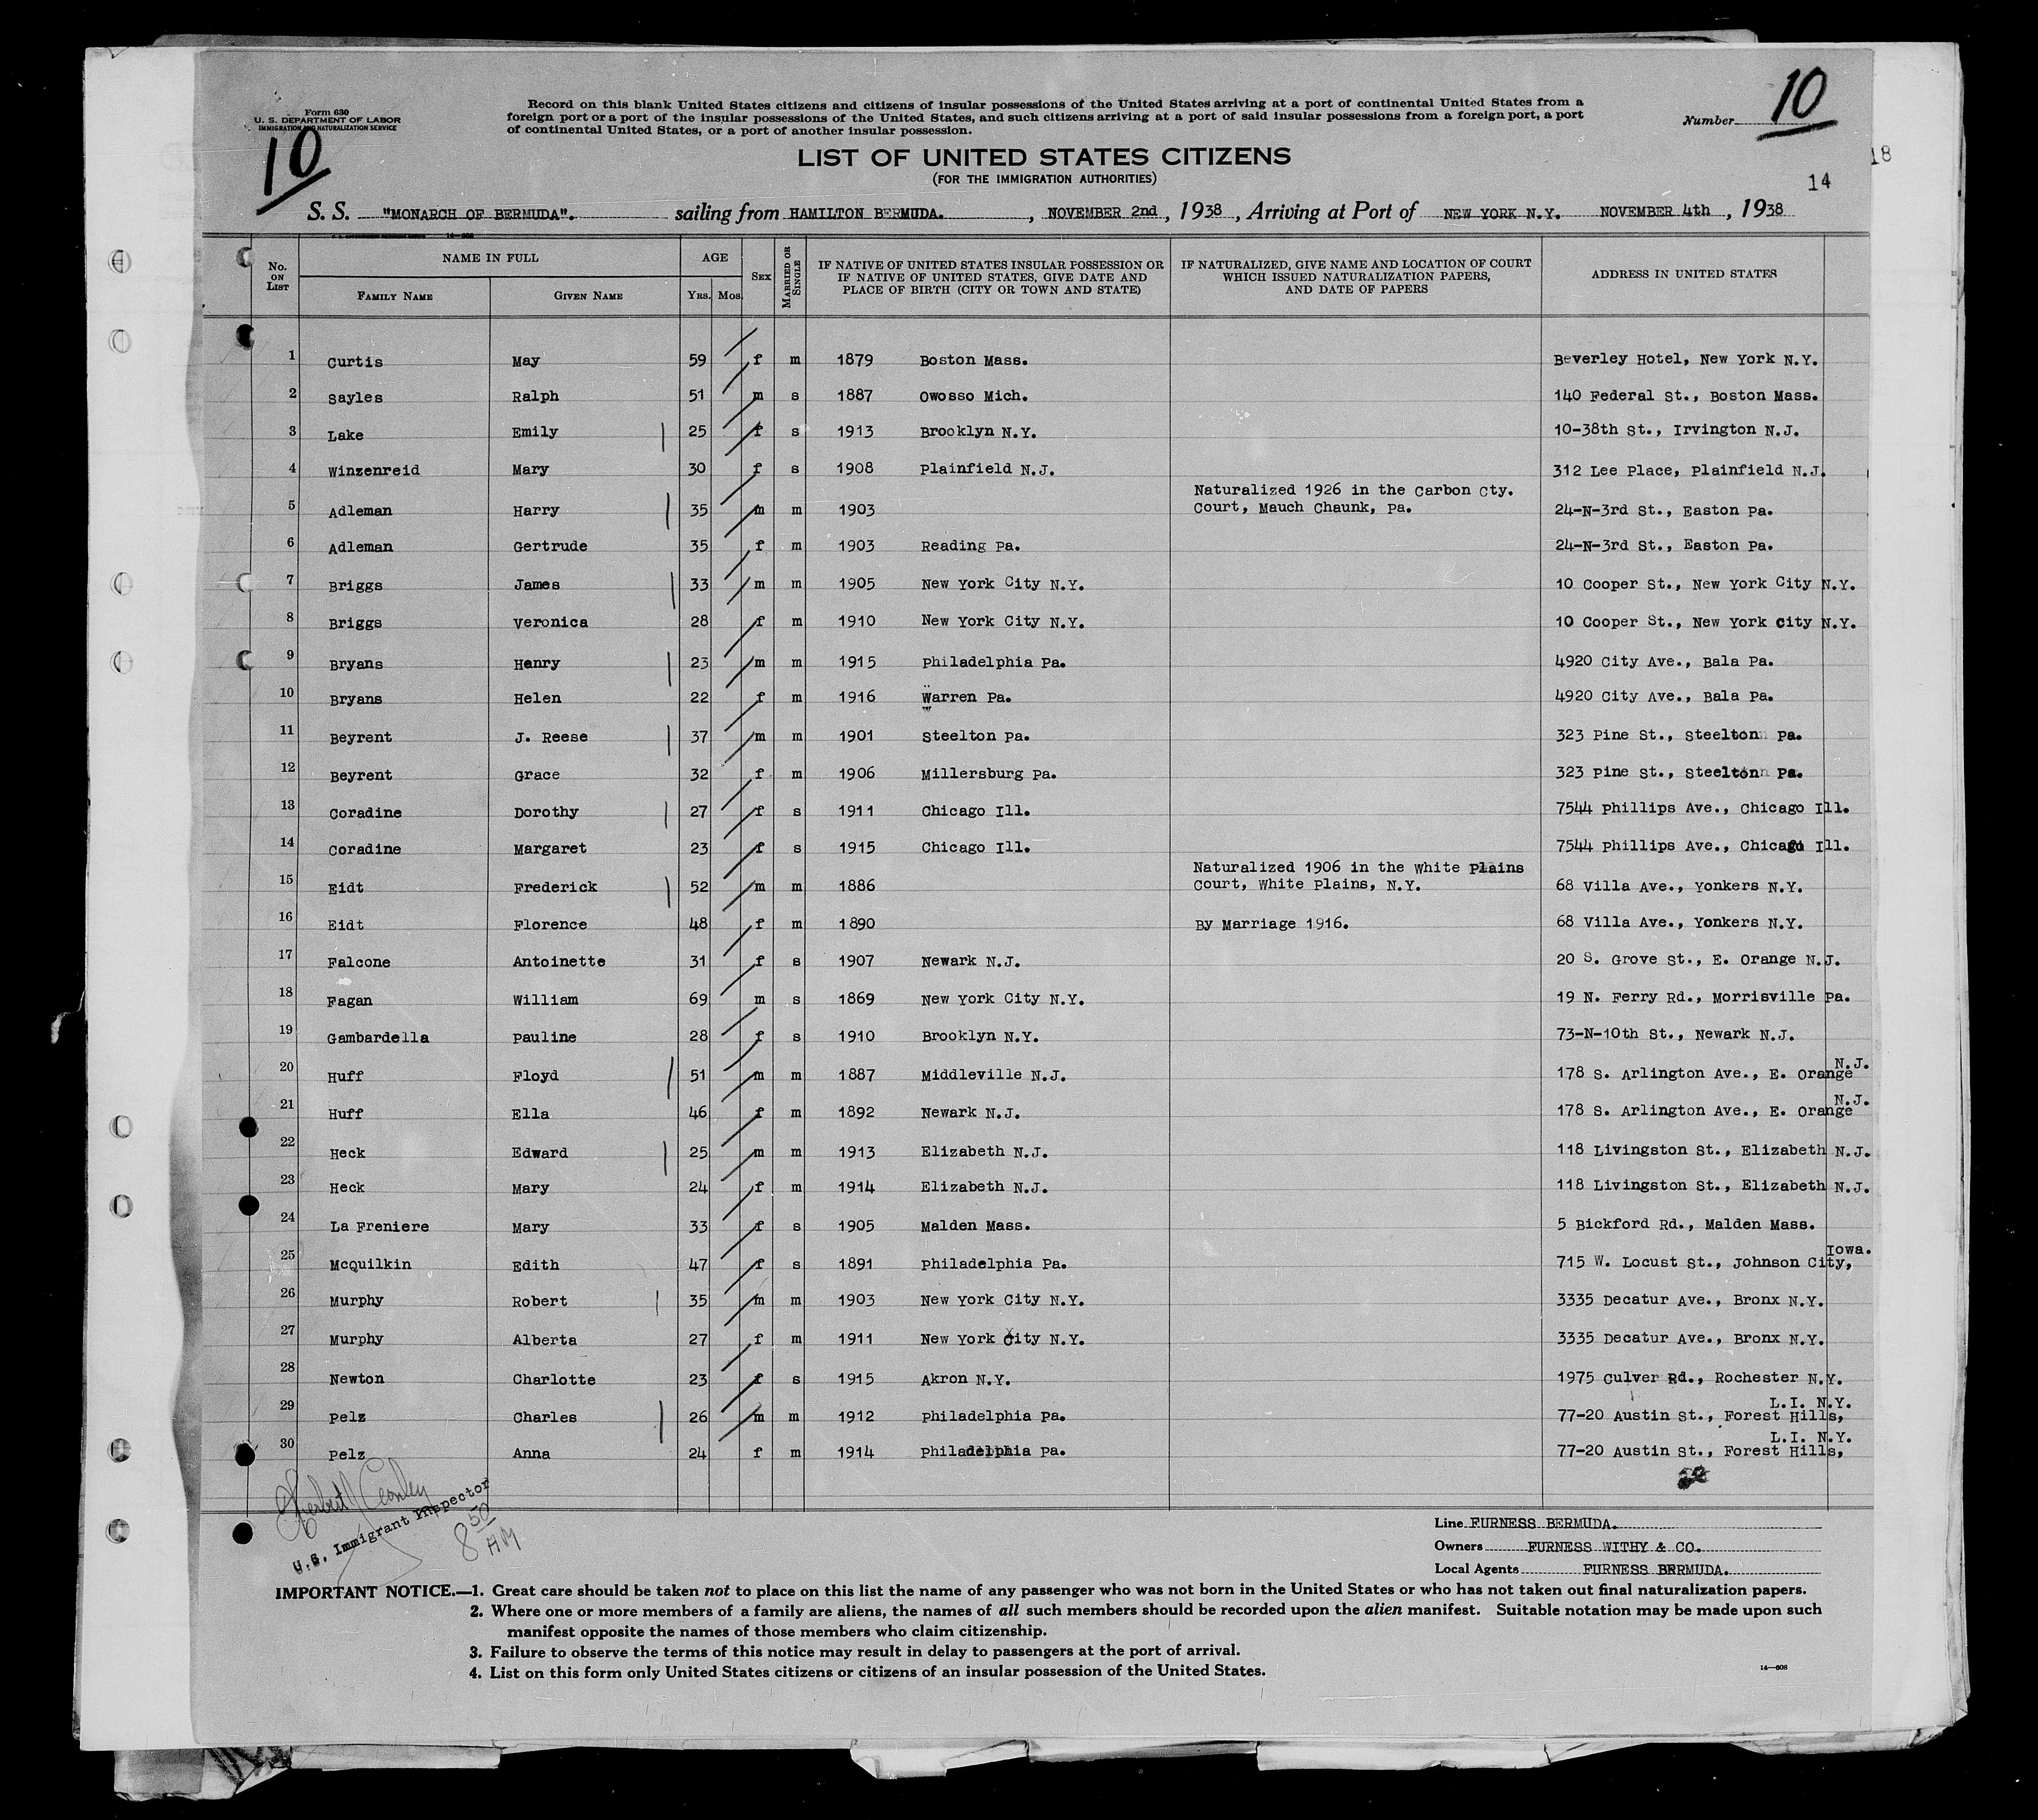 Form 630
U. S. DEPARTMENT OF LABOR
IMMIGRATION AND NATURALIZATION SERVICE
10
Record on this blank United States citizens and citizens of insular possessions of the United States arriving at a port of continental United States from a
foreign port or a port of the insular possessions of the United States, and such citizens arriving at a port of said insular possessions from a foreign port, a port
of continental United States, or a port of another insular possession.
Number 10
18
14
LIST OF UNITED STATES CITIZENS
(FOR THE IMMIGRATION AUTHORITIES)
S. S. "MONARCH OF BERMUDA". sailing from HAMILTON BERMUDA. , NOVEMBER 2nd , 1938 , Arriving at Port of NEW YORK N.Y. NOVEMBER 4th , 1938
No. ON LIST NAME IN FULL AGE SEX MARRIED OR SINGLE IF NATIVE OF UNITED STATES INSULAR POSSESSION OR IF NATIVE OF UNITED STATES, GIVE DATE AND PLACE OF BIRTH (CITY OR TOWN AND STATE) IF NATURALIZED, GIVE NAME AND LOCATION OF COURT WHICH ISSUED NATURALIZATION PAPERS, AND DATE OF PAPERS ADDRESS IN UNITED STATES
FAMILY NAME GIVEN NAME YRS. MOS.
1 Curtis May 59 f m 1879 Boston Mass. Beverley Hotel, New York N.Y.
2 Sayles Ralph 51 m s 1887 Owosso Mich. 140 Federal St., Boston Mass.
3 Lake Emily 25 f s 1913 Brooklyn N.Y. 10-38th St., Irvington N.J.
4 Winzenreid Mary 30 f s 1908 Plainfield N.J. 312 Lee Place, Plainfield N.J.
5 Adleman Harry 35 m m 1903 Naturalized 1926 in the Carbon Cty. Court, Mauch Chaunk, Pa. 24-N-3rd St., Easton Pa.
6 Adleman Gertrude 35 f m 1903 Reading Pa. 24-N-3rd St., Easton Pa.
7 Briggs James 33 m m 1905 New York City N.Y. 10 Cooper St., New York City N.Y.
8 Briggs Veronica 28 f m 1910 New York City N.Y. 10 Cooper St., New York City N.Y.
9 Bryans Henry 23 m m 1915 Philadelphia Pa. 4920 City Ave., Bala Pa.
10 Bryans Helen 22 f m 1916 Warren Pa. 4920 City Ave., Bala Pa.
11 Beyrent J. Reese 37 m m 1901 Steelton Pa. 323 Pine St., Steelton Pa.
12 Beyrent Grace 32 f m 1906 Millersburg Pa. 323 Pine St., Steelton Pa.
13 Coradine Dorothy 27 f s 1911 Chicago Ill. 7544 Phillips Ave., Chicago Ill.
14 Coradine Margaret 23 f s 1915 Chicago Ill. 7544 Phillips Ave., Chicago Ill.
15 Eidt Frederick 52 m m 1886 Naturalized 1906 in the White Plains Court, White Plains, N.Y. 68 Villa Ave., Yonkers N.Y.
16 Eidt Florence 48 f m 1890 By Marriage 1916. 68 Villa Ave., Yonkers N.Y.
17 Falcone Antoinette 31 f s 1907 Newark N.J. 20 S. Grove St., E. Orange N.J.
18 Fagan William 69 m s 1869 New York City N.Y. 19 N. Ferry Rd., Morrisville Pa.
19 Gambardella Pauline 28 f s 1910 Brooklyn N.Y. 73-N-10th St., Newark N.J.
20 Huff Floyd 51 m m 1887 Middleville N.J. 178 S. Arlington Ave., E. Orange N.J.
21 Huff Ella 46 f m 1892 Newark N.J. 178 S. Arlington Ave., E. Orange N.J.
22 Heck Edward 25 m m 1913 Elizabeth N.J. 118 Livingston St., Elizabeth N.J.
23 Heck Mary 24 f m 1914 Elizabeth N.J. 118 Livingston St., Elizabeth N.J.
24 La Freniere Mary 33 f s 1905 Malden Mass. 5 Bickford Rd., Malden Mass.
25 McQuilkin Edith 47 f s 1891 Philadelphia Pa. 715 W. Locust St., Johnson City, Iowa.
26 Murphy Robert 35 m m 1903 New York City N.Y. 3335 Decatur Ave., Bronx N.Y.
27 Murphy Alberta 27 f m 1911 New York City N.Y. 3335 Decatur Ave., Bronx N.Y.
28 Newton Charlotte 23 f s 1915 Akron N.Y. 1975 Culver Rd., Rochester N.Y.
29 Pelz Charles 26 m m 1912 Philadelphia Pa. 77-20 Austin St., Forest Hills, L.I. N.Y.
30 Pelz Anna 24 f m 1914 Philadelphia Pa. 77-20 Austin St., Forest Hills, L.I. N.Y.
U.S. Immigrant Inspector
8 50 AM
Line FURNESS BERMUDA.
Owners FURNESS WITHY & CO.
Local Agents FURNESS BERMUDA.
IMPORTANT NOTICE.—1. Great care should be taken not to place on this list the name of any passenger who was not born in the United States or who has not taken out final naturalization papers.
2. Where one or more members of a family are aliens, the names of all such members should be recorded upon the alien manifest. Suitable notation may be made upon such
manifest opposite the names of those members who claim citizenship.
3. Failure to observe the terms of this notice may result in delay to passengers at the port of arrival.
4. List on this form only United States citizens or citizens of an insular possession of the United States.
14—608